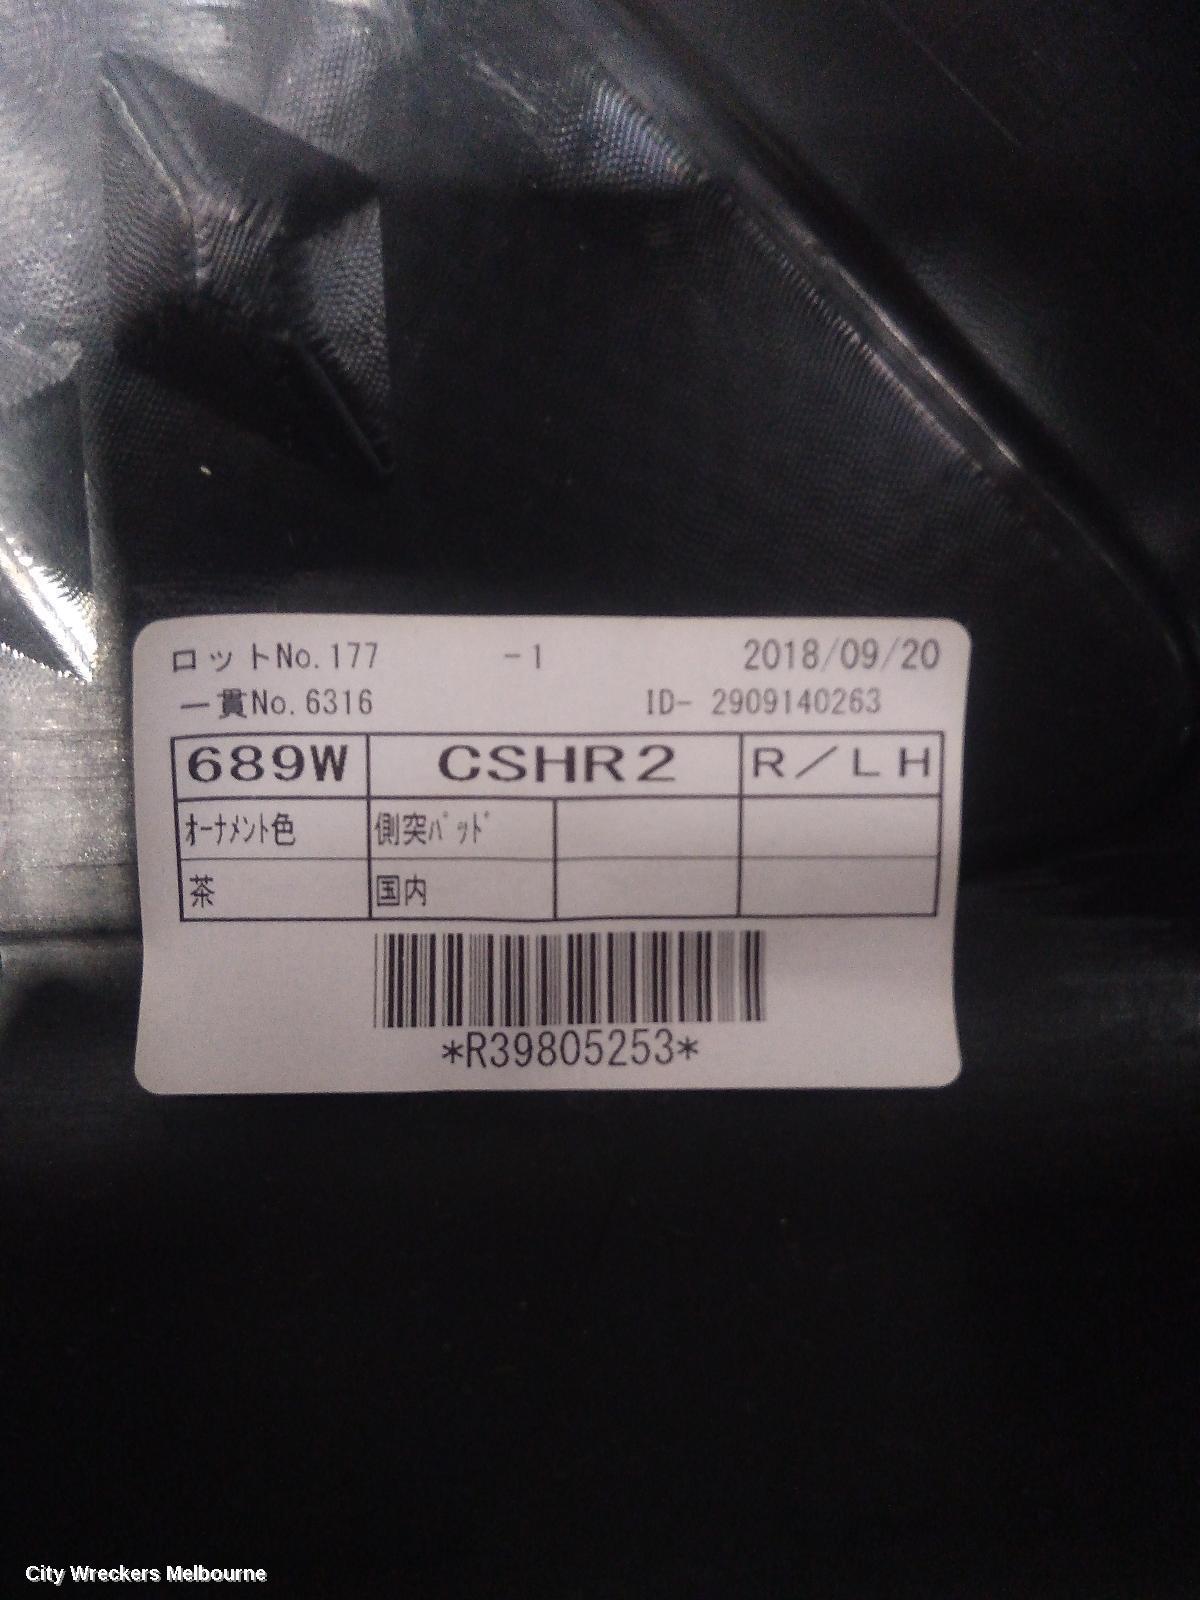 ロットNo.177 -1 2018/09/20
一貫No.6316 ID- 2909140263
689W CSHR2 R/LH
ｵｰﾅﾒﾝﾄ色 側突ﾊﾟｯﾄﾞ
茶 国内
*R39805253*
City Wreckers Melbourne